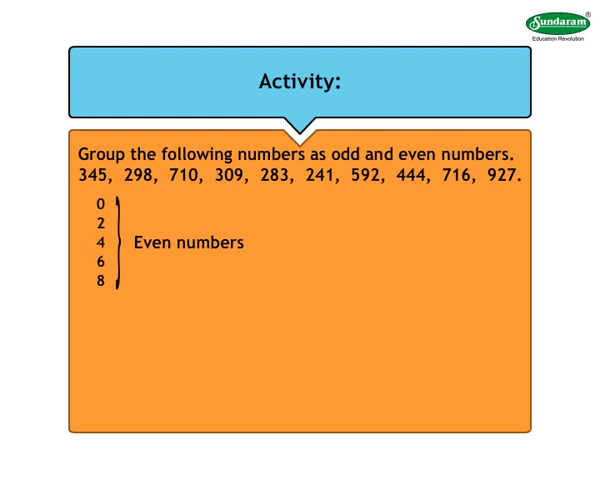 Sundaram®
Education Revolution
Activity:
Group the following numbers as odd and even numbers.
345, 298, 710, 309, 283, 241, 592, 444, 716, 927.
0
2
4 Even numbers
6
8